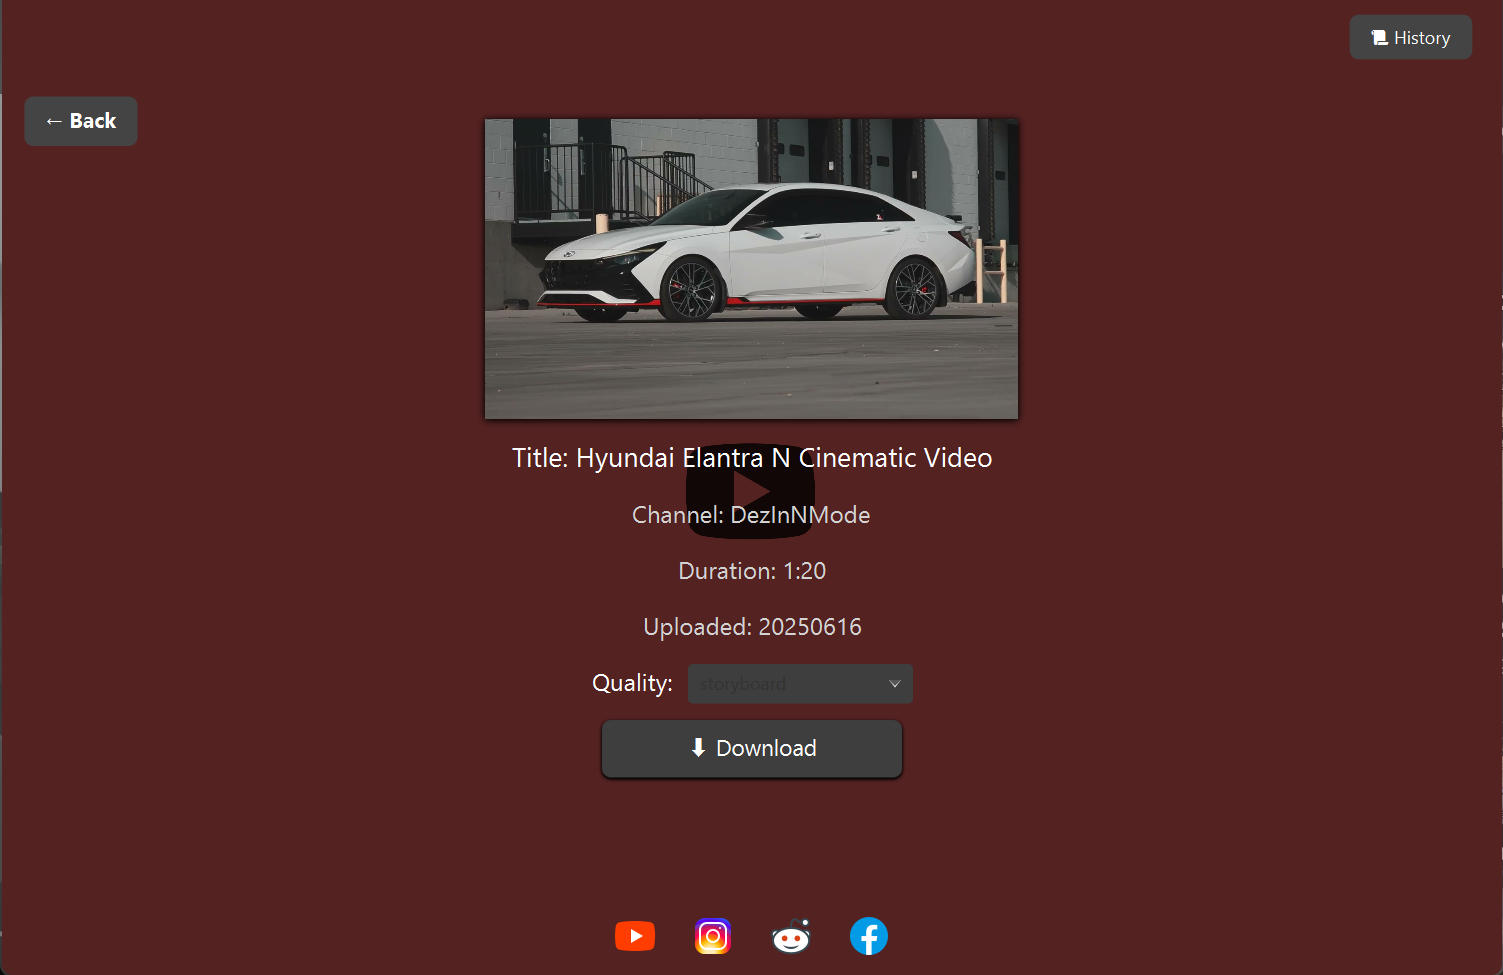 History
← Back
Title: Hyundai Elantra N Cinematic Video
Channel: DezInNMode
Duration: 1:20
Uploaded: 20250616
Quality: storyboard
⬇ Download